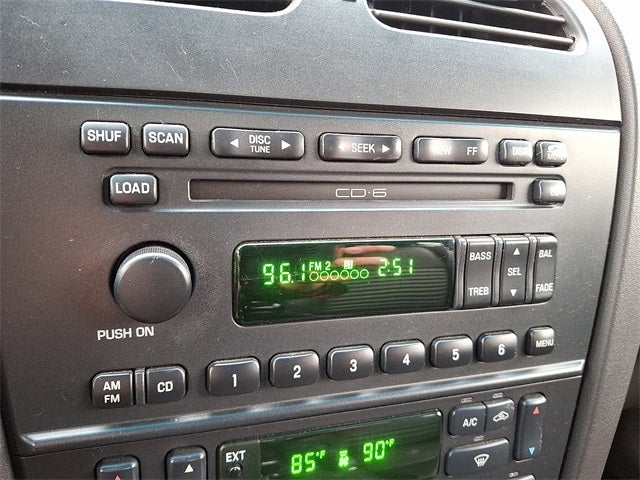 SHUF SCAN ◄ DISC TUNE ► ◄ SEEK ► FF
LOAD CD·6
96.1 FM 2 2:51
BASS TREB
▲ SEL ▼
BAL FADE
PUSH ON
AM FM CD 1 2 3 4 5 6 MENU
EXT 85°F 90°F A/C